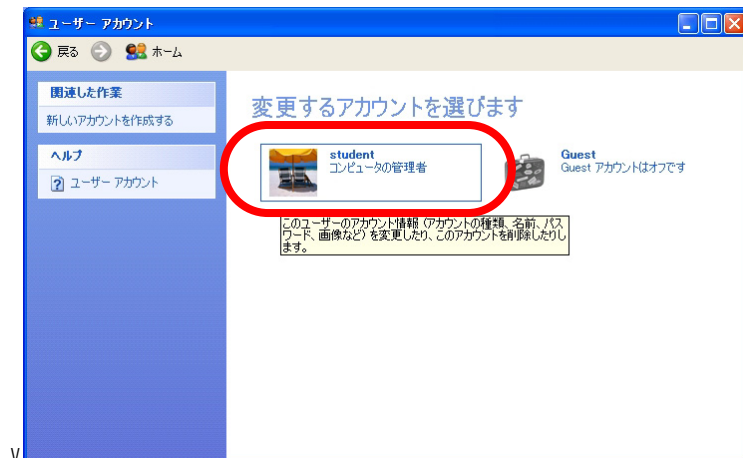 ユーザー アカウント
戻る ホーム
関連した作業
新しいアカウントを作成する
ヘルプ
ユーザー アカウント
変更するアカウントを選びます
student
コンピュータの管理者
Guest
Guest アカウントはオフです
このユーザーのアカウント情報 (アカウントの種類、名前、パス
ワード、画像など) を変更したり、このアカウントを削除したりし
ます。
V